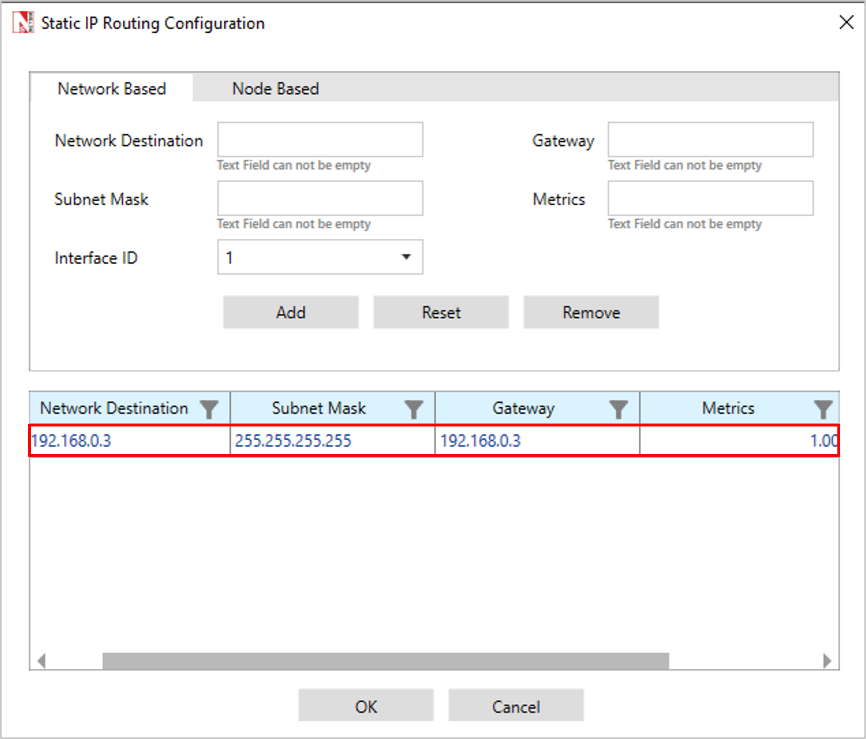 Static IP Routing Configuration
Network Based Node Based
Network Destination Gateway
Text Field can not be empty Text Field can not be empty
Subnet Mask Metrics
Text Field can not be empty Text Field can not be empty
Interface ID 1
Add Reset Remove
Network Destination Subnet Mask Gateway Metrics
192.168.0.3 255.255.255.255 192.168.0.3 1.00
OK Cancel